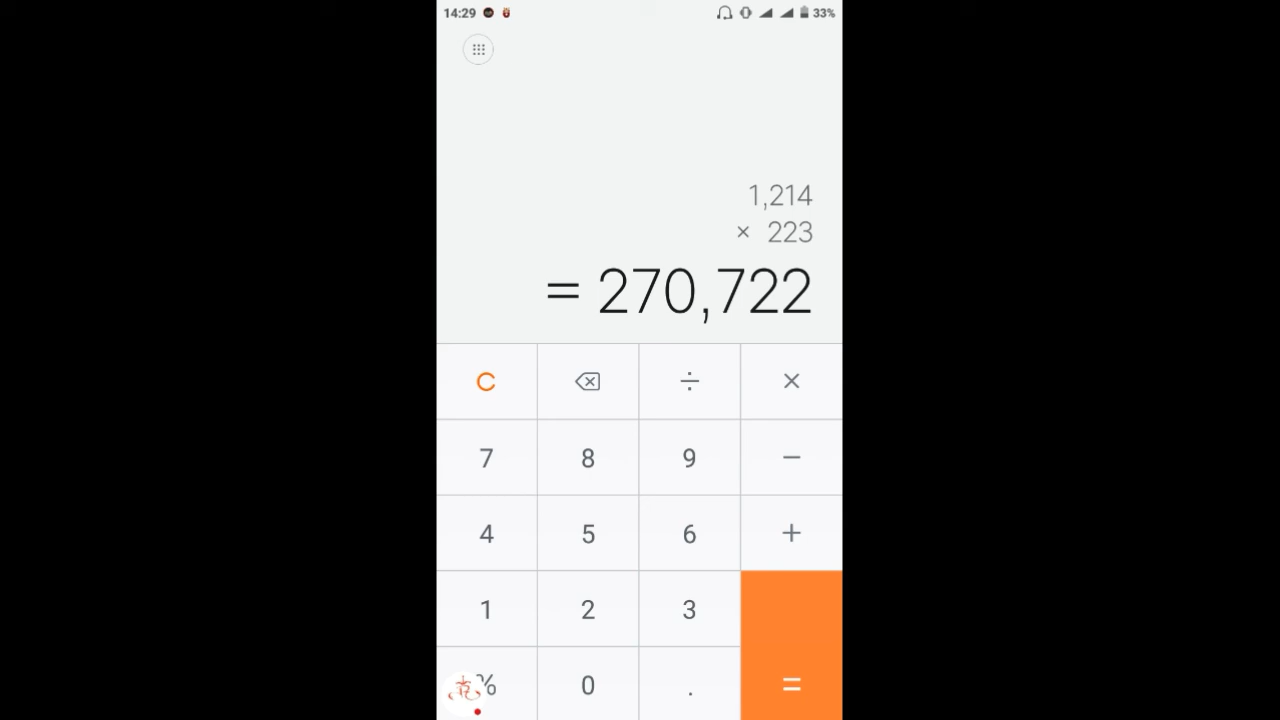 14:29 33%
1,214
× 223
= 270,722
C ÷ ×
7 8 9 −
4 5 6 +
1 2 3
% 0 . =